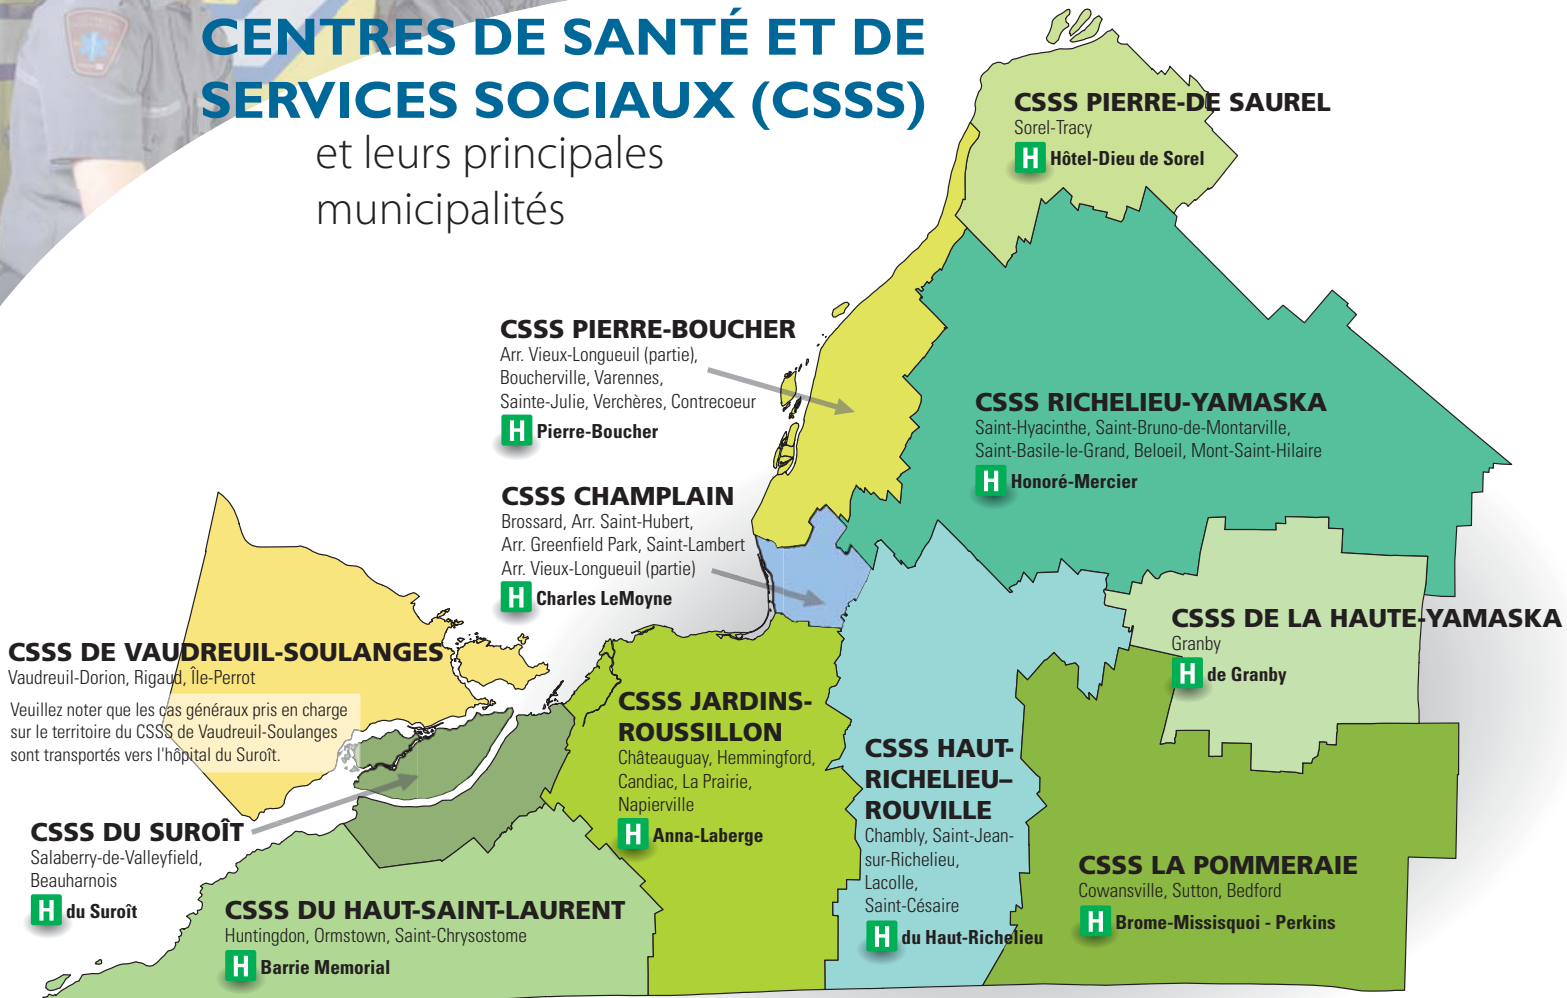 CENTRES DE SANTÉ ET DE
SERVICES SOCIAUX (CSSS)
et leurs principales
municipalités
CSSS PIERRE-DE SAUREL
Sorel-Tracy
H Hôtel-Dieu de Sorel
CSSS PIERRE-BOUCHER
Arr. Vieux-Longueuil (partie),
Boucherville, Varennes,
Sainte-Julie, Verchères, Contrecoeur
H Pierre-Boucher
CSSS RICHELIEU-YAMASKA
Saint-Hyacinthe, Saint-Bruno-de-Montarville,
Saint-Basile-le-Grand, Beloeil, Mont-Saint-Hilaire
H Honoré-Mercier
CSSS CHAMPLAIN
Brossard, Arr. Saint-Hubert,
Arr. Greenfield Park, Saint-Lambert
Arr. Vieux-Longueuil (partie)
H Charles LeMoyne
CSSS DE LA HAUTE-YAMASKA
Granby
H de Granby
CSSS DE VAUDREUIL-SOULANGES
Vaudreuil-Dorion, Rigaud, Île-Perrot
Veuillez noter que les cas généraux pris en charge
sur le territoire du CSSS de Vaudreuil-Soulanges
sont transportés vers l'hôpital du Suroît.
CSSS JARDINS-
ROUSSILLON
Châteauguay, Hemmingford,
Candiac, La Prairie,
Napierville
H Anna-Laberge
CSSS HAUT-
RICHELIEU–
ROUVILLE
Chambly, Saint-Jean-
sur-Richelieu,
Lacolle,
Saint-Césaire
H du Haut-Richelieu
CSSS DU SUROÎT
Salaberry-de-Valleyfield,
Beauharnois
H du Suroît
CSSS LA POMMERAIE
Cowansville, Sutton, Bedford
H Brome-Missisquoi - Perkins
CSSS DU HAUT-SAINT-LAURENT
Huntingdon, Ormstown, Saint-Chrysostome
H Barrie Memorial